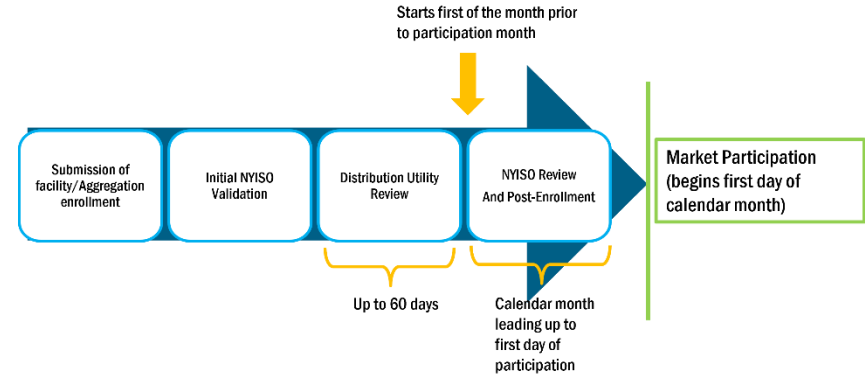 Starts first of the month prior
to participation month
Submission of
facility/Aggregation
enrollment
Initial NYISO
Validation
Distribution Utility
Review
NYISO Review
And Post-Enrollment
Market Participation
(begins first day of
calendar month)
Up to 60 days
Calendar month
leading up to
first day of
participation